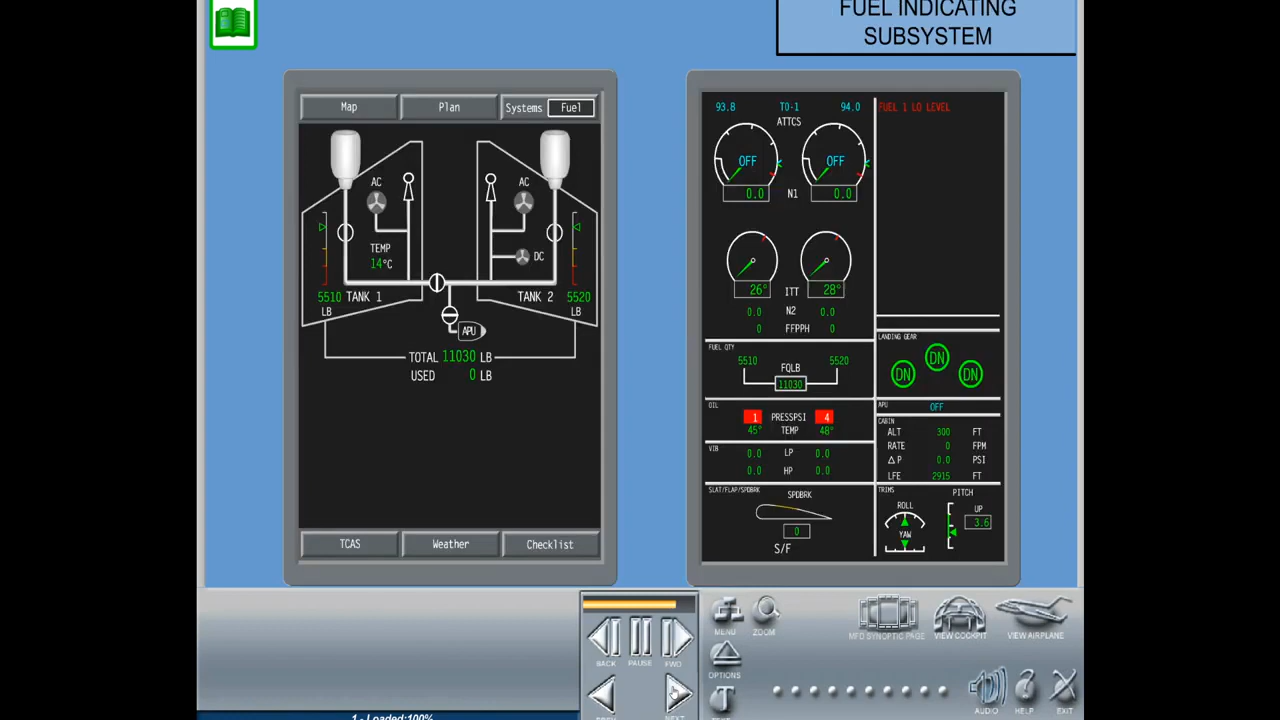 FUEL INDICATING
SUBSYSTEM
Map
Plan
Systems Fuel
AC
AC
TEMP
14°C
DC
5510 TANK 1
LB
TANK 2 5520
LB
APU
TOTAL 11030 LB
USED 0 LB
TCAS
Weather
Checklist
93.8 TO-1 94.0
ATTCS
OFF OFF
0.0 N1 0.0
26° ITT 28°
0.0 N2 0.0
0 FFPPH 0
FUEL QTY
5510 5520
FQLB
11030
OIL
1 PRESSPSI 4
45° TEMP 48°
VIB
0.0 LP 0.0
0.0 HP 0.0
SLAT/FLAP/SPDBRK
SPDBRK
0
S/F
FUEL 1 LO LEVEL
LANDING GEAR
DN
DN DN
APU OFF
CABIN
ALT 300 FT
RATE 0 FPM
Δ P 0.0 PSI
LFE 2915 FT
TRIMS
PITCH
ROLL
UP
3.6
YAW
BACK PAUSE FWD
NEXT
MENU ZOOM
OPTIONS
T
MFD SYNOPTIC PAGE VIEW COCKPIT VIEW AIRPLANE
AUDIO HELP EXIT
1 - Loaded:100%